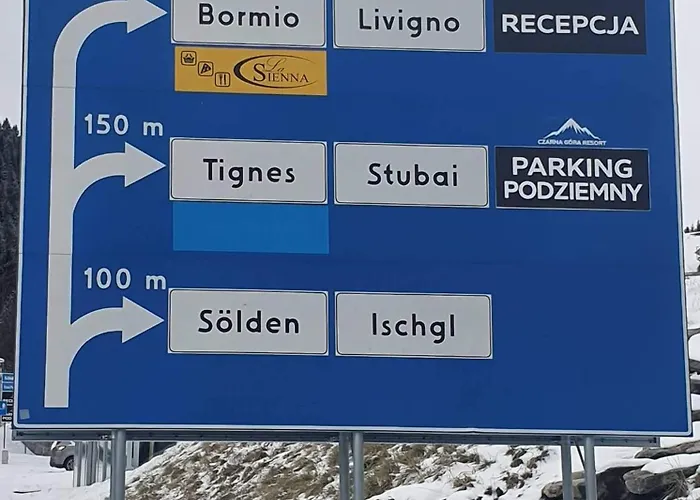 Bormio
Livigno
RECEPCJA
La
SIENNA
150 m
CZARNA GÓRA RESORT
Tignes
Stubai
PARKING
PODZIEMNY
100 m
Sölden
Ischgl